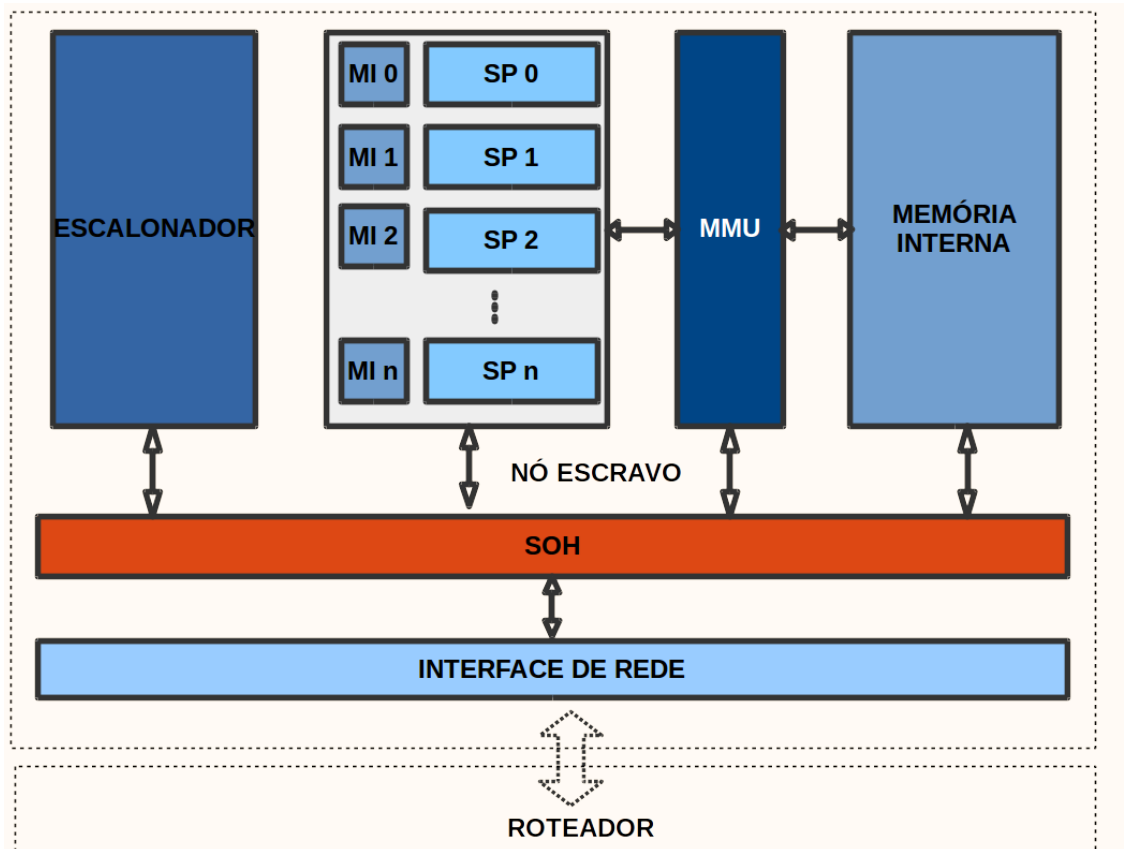 ESCALONADOR
MI 0
SP 0
MI 1
SP 1
MI 2
SP 2
MI n
SP n
MMU
MEMÓRIA
INTERNA
NÓ ESCRAVO
SOH
INTERFACE DE REDE
ROTEADOR